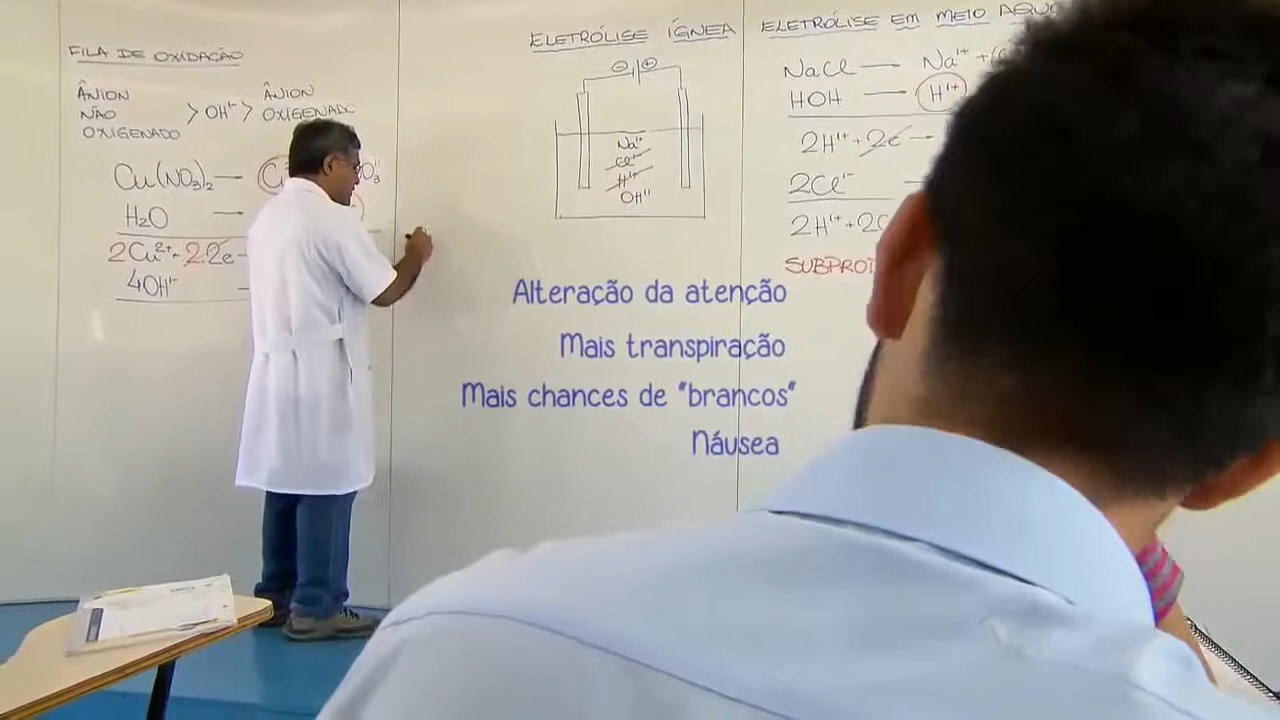 FILA DE OXIDAÇÃO
ÂNION
NÃO
OXIGENADO
> OH¹⁻ >
ÂNION
OXIGENADO
Cu(NO₃)₂ —
H₂O →
2Cu²⁺ 2.2e⁻
4OH¹⁻
ELETRÓLISE ÍGNEA
⊖ ⊕
Na¹⁺
Cl¹⁻
H¹⁺
OH¹⁻
ELETRÓLISE EM MEIO
NaCl — Na¹⁺ +
HOH — H¹⁺
2H¹⁺ + 2e⁻ →
2Cl¹⁻
2H¹⁺ +
Alteração da atenção
Mais transpiração
Mais chances de "brancos"
Náusea